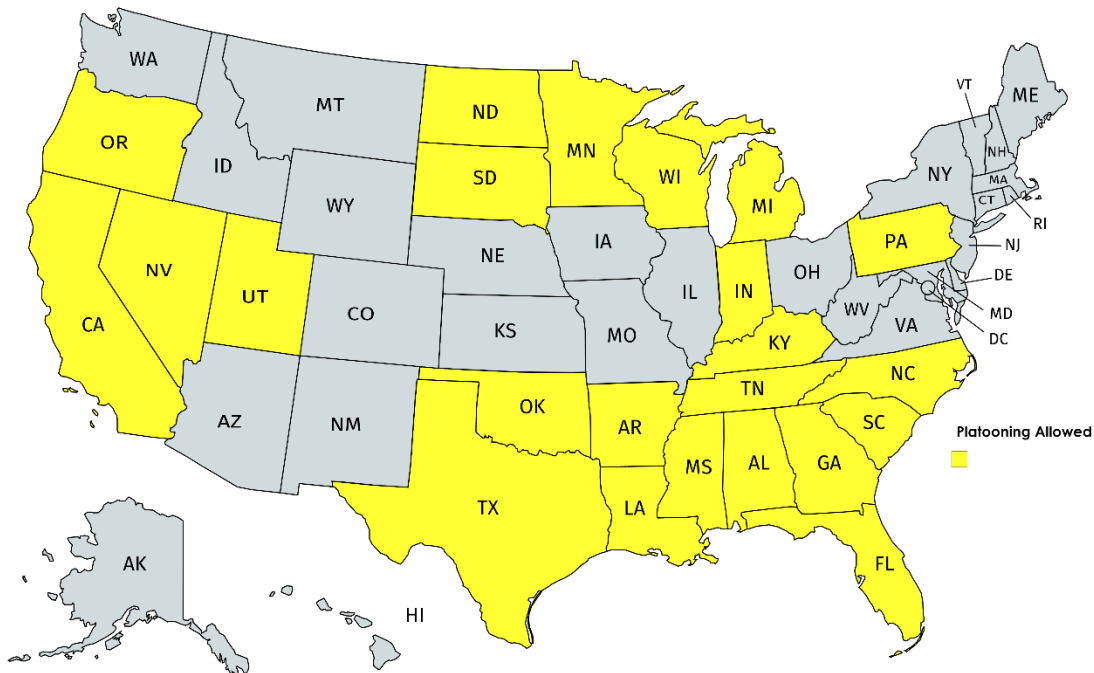 WA
MT
ND
MN
VT
ME
OR
ID
SD
WI
MI
NY
NH
MA
CT
RI
WY
NV
UT
CA
NE
IA
IL
IN
OH
PA
NJ
DE
MD
DC
CO
KS
MO
KY
WV
VA
AZ
NM
OK
AR
TN
NC
SC
MS
AL
GA
TX
LA
FL
Platooning Allowed
AK
HI